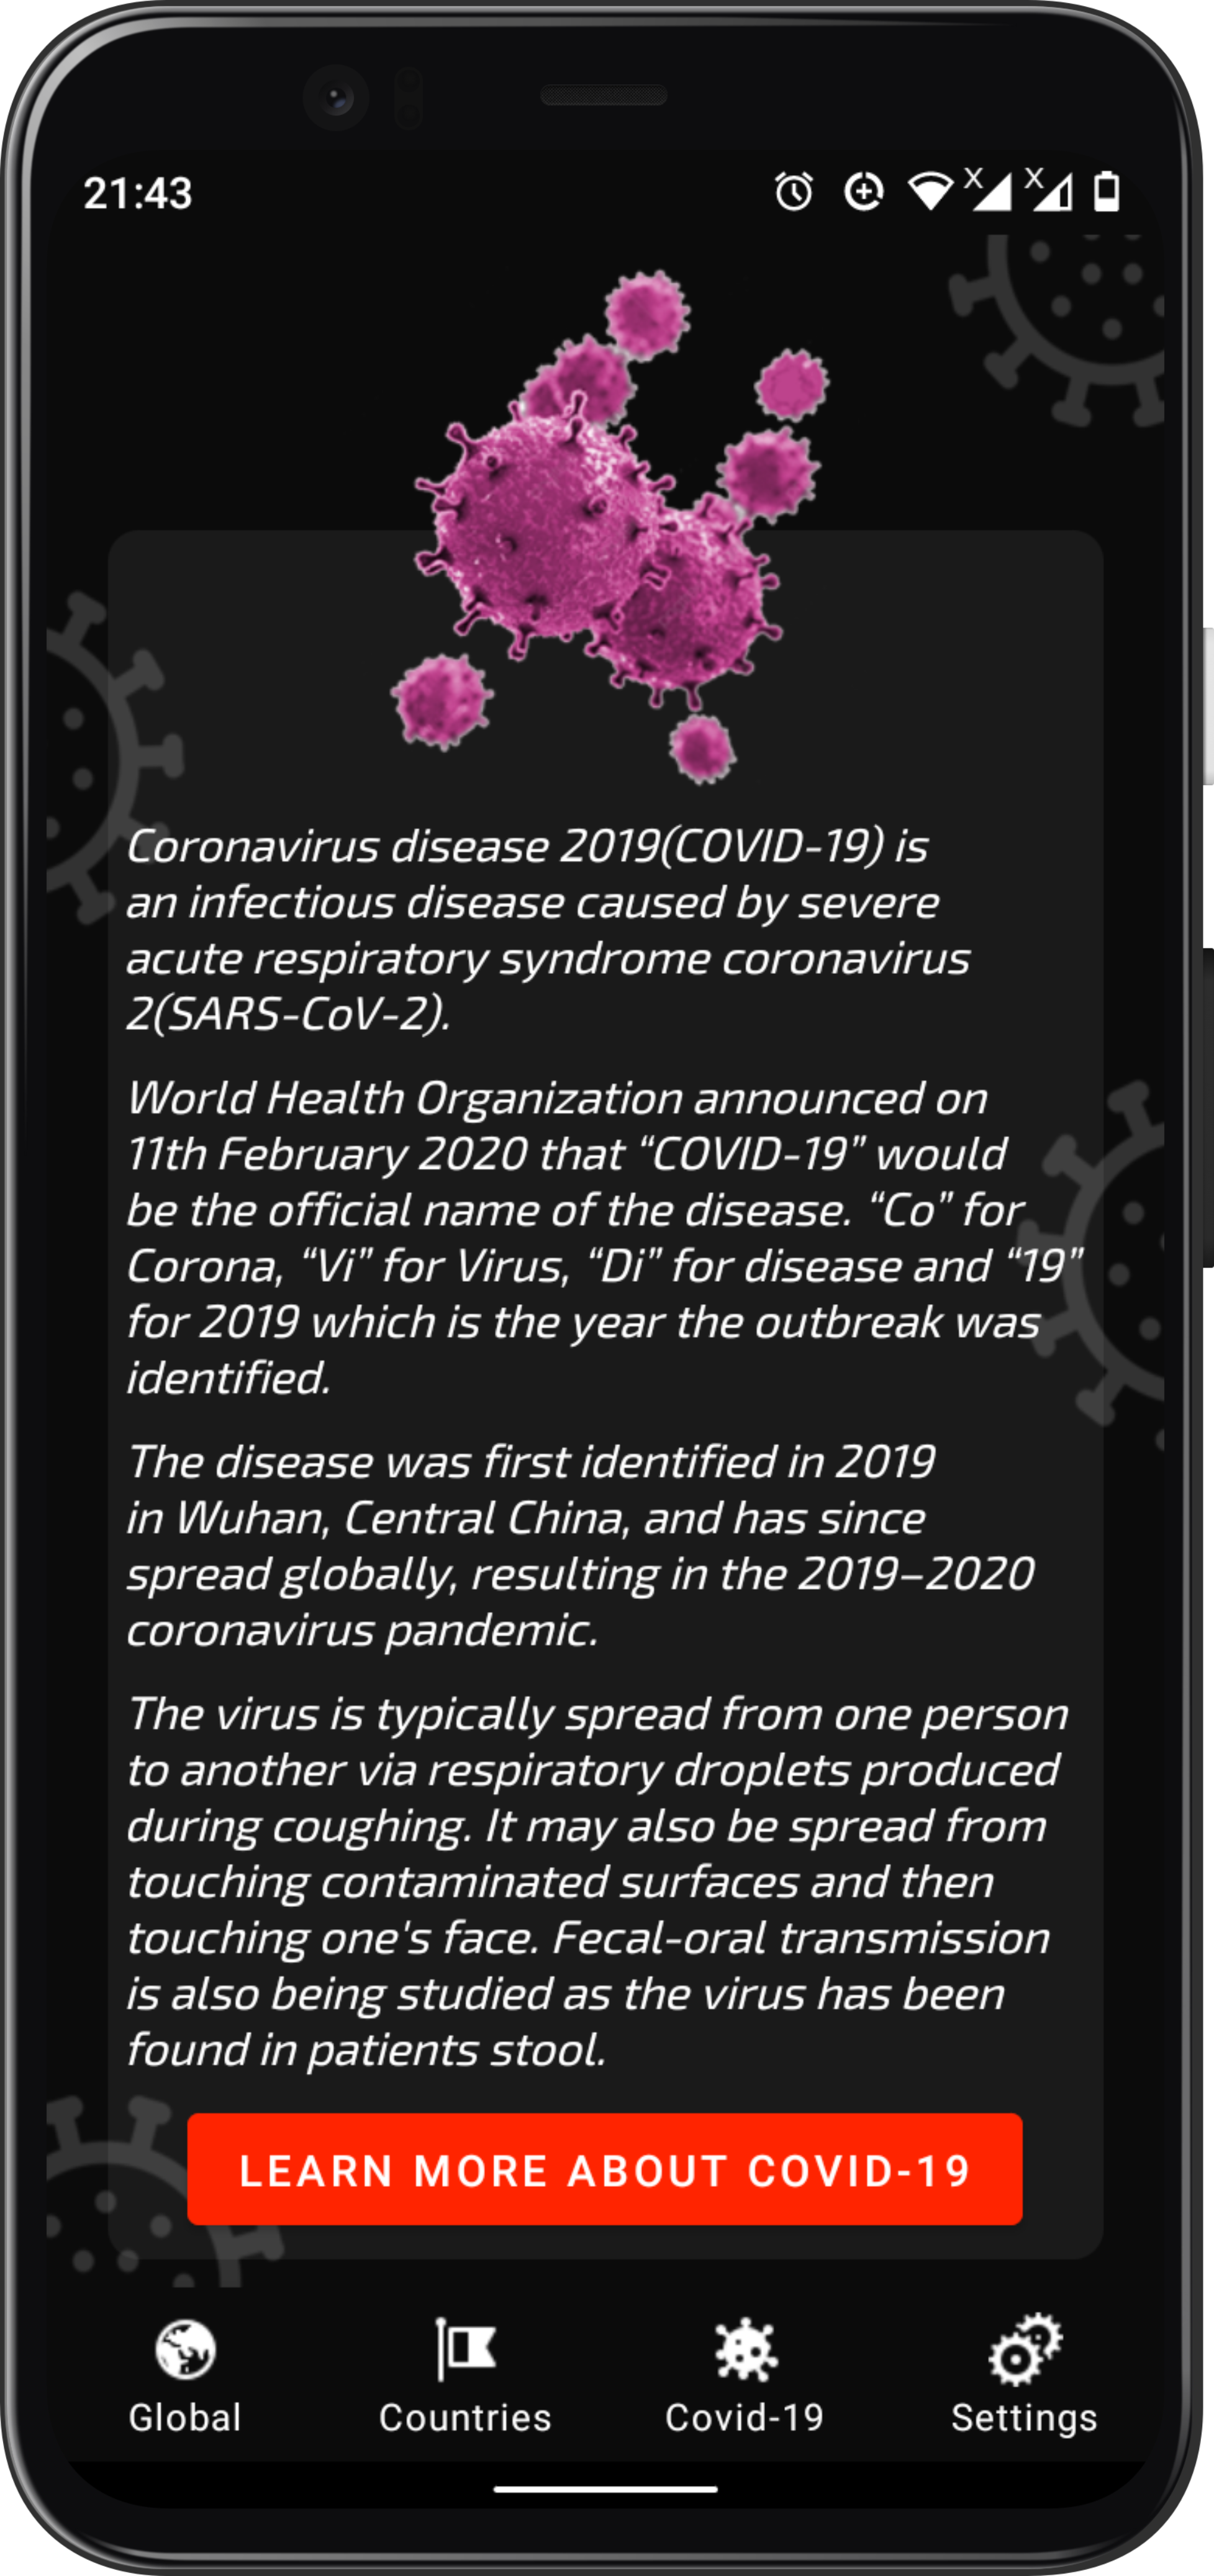 21:43
X X
Coronavirus disease 2019(COVID-19) is
an infectious disease caused by severe
acute respiratory syndrome coronavirus
2(SARS-CoV-2).
World Health Organization announced on
11th February 2020 that “COVID-19” would
be the official name of the disease. “Co” for
Corona, “Vi” for Virus, “Di” for disease and “19”
for 2019 which is the year the outbreak was
identified.
The disease was first identified in 2019
in Wuhan, Central China, and has since
spread globally, resulting in the 2019–2020
coronavirus pandemic.
The virus is typically spread from one person
to another via respiratory droplets produced
during coughing. It may also be spread from
touching contaminated surfaces and then
touching one's face. Fecal-oral transmission
is also being studied as the virus has been
found in patients stool.
LEARN MORE ABOUT COVID-19
Global Countries Covid-19 Settings